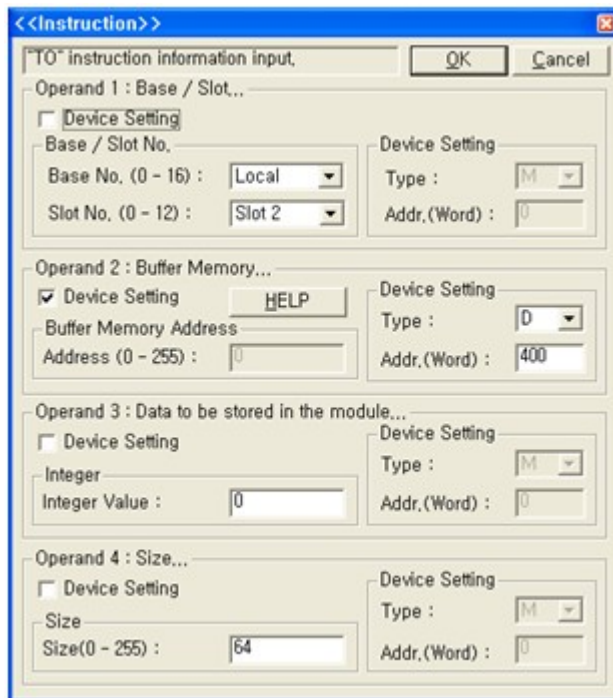 <<Instruction>>
"TO" instruction information input,
OK
Cancel
Operand 1 : Base / Slot,,,
Device Setting
Base / Slot No,
Base No, (0 - 16) :
Local
Slot No, (0 - 12) :
Slot 2
Device Setting
Type :
M
Addr,(Word) :
0
Operand 2 : Buffer Memory,,,
Device Setting
HELP
Buffer Memory Address
Address (0 - 255) :
0
Device Setting
Type :
D
Addr,(Word) :
400
Operand 3 : Data to be stored in the module,,,
Device Setting
Integer
Integer Value :
0
Device Setting
Type :
M
Addr,(Word) :
0
Operand 4 : Size,,,
Device Setting
Size
Size(0 - 255) :
64
Device Setting
Type :
M
Addr,(Word) :
0